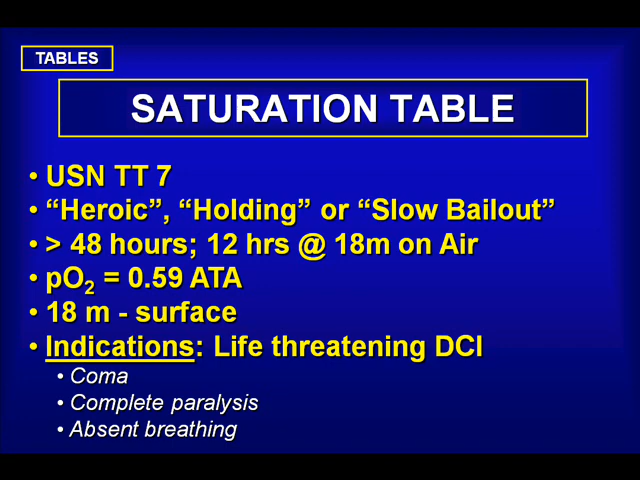 TABLES
SATURATION TABLE
• USN TT 7
• “Heroic”, “Holding” or “Slow Bailout”
• > 48 hours; 12 hrs @ 18m on Air
• pO₂ = 0.59 ATA
• 18 m - surface
• Indications: Life threatening DCI
• Coma
• Complete paralysis
• Absent breathing